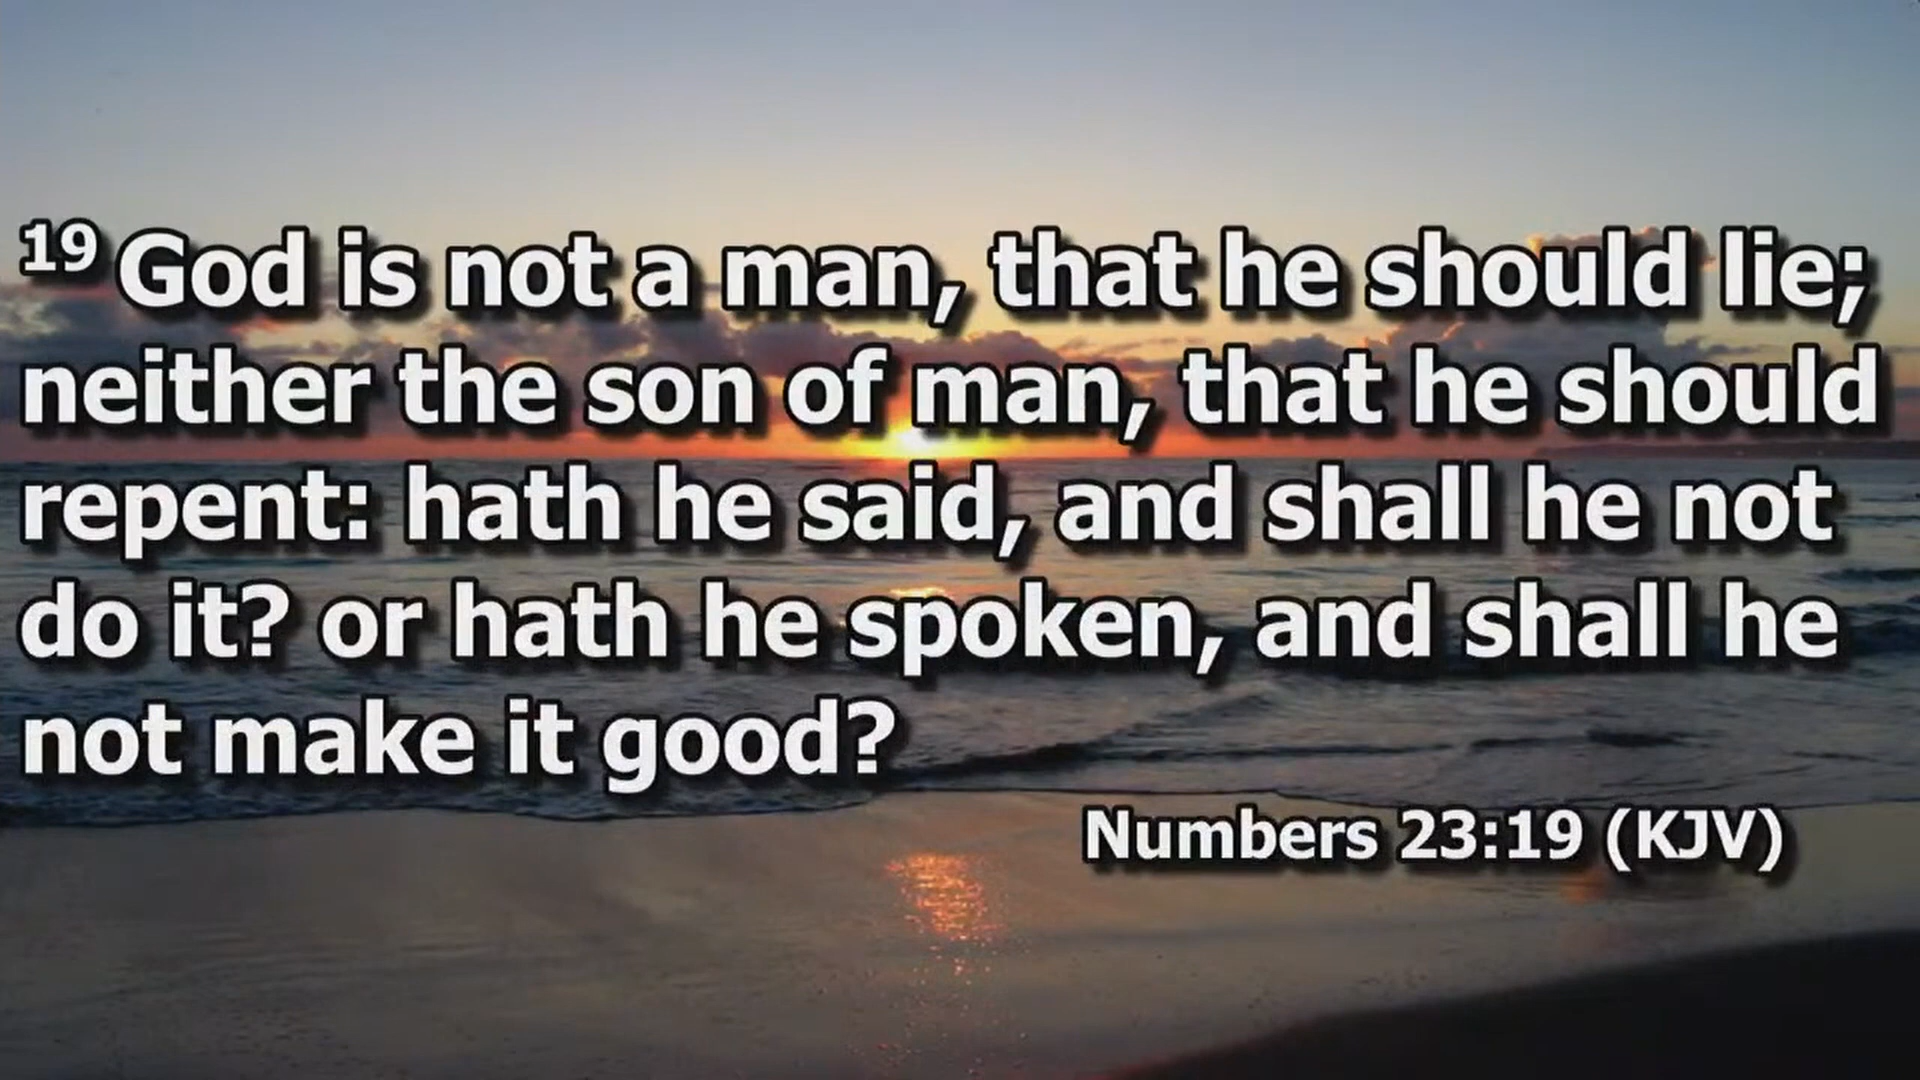 19 God is not a man, that he should lie;
neither the son of man, that he should
repent: hath he said, and shall he not
do it? or hath he spoken, and shall he
not make it good?
Numbers 23:19 (KJV)